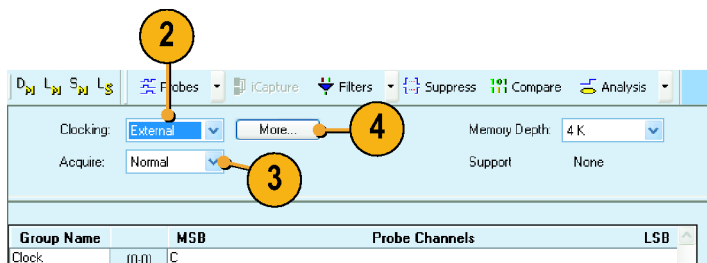 2
Probes iCapture Filters Suppress Compare Analysis
Clocking: External More... 4 Memory Depth: 4 K
Acquire: Normal 3 Support None
Group Name MSB Probe Channels LSB
Clock (0-0) C